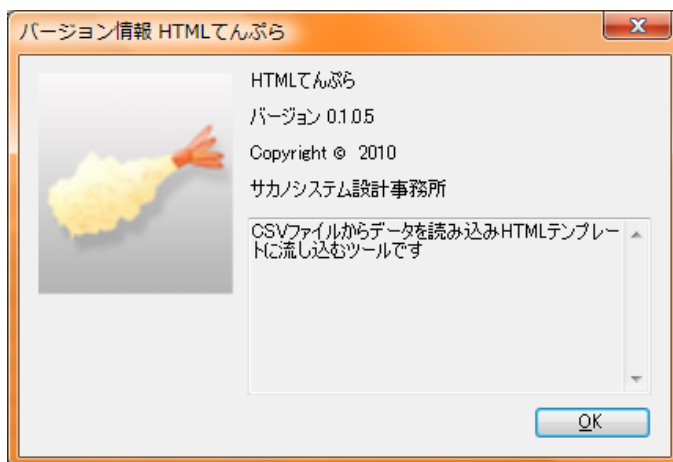 バージョン情報 HTMLてんぷら
HTMLてんぷら
バージョン 0.1.0.5
Copyright © 2010
サカノシステム設計事務所
CSVファイルからデータを読み込みHTMLテンプレー
トに流し込むツールです
OK